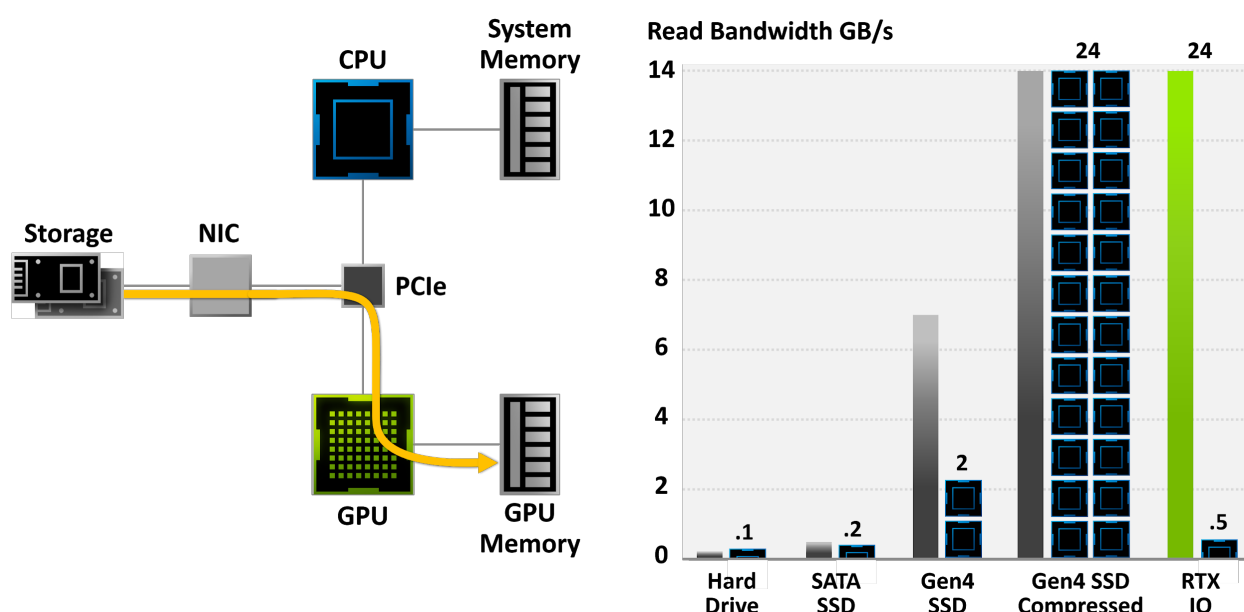 System
Memory
CPU
Storage
NIC
PCIe
GPU
GPU
Memory
Read Bandwidth GB/s
24
24
14
12
10
8
6
4
2
0
.1
.2
2
.5
Hard
Drive
SATA
SSD
Gen4
SSD
Gen4 SSD
Compressed
RTX
IO